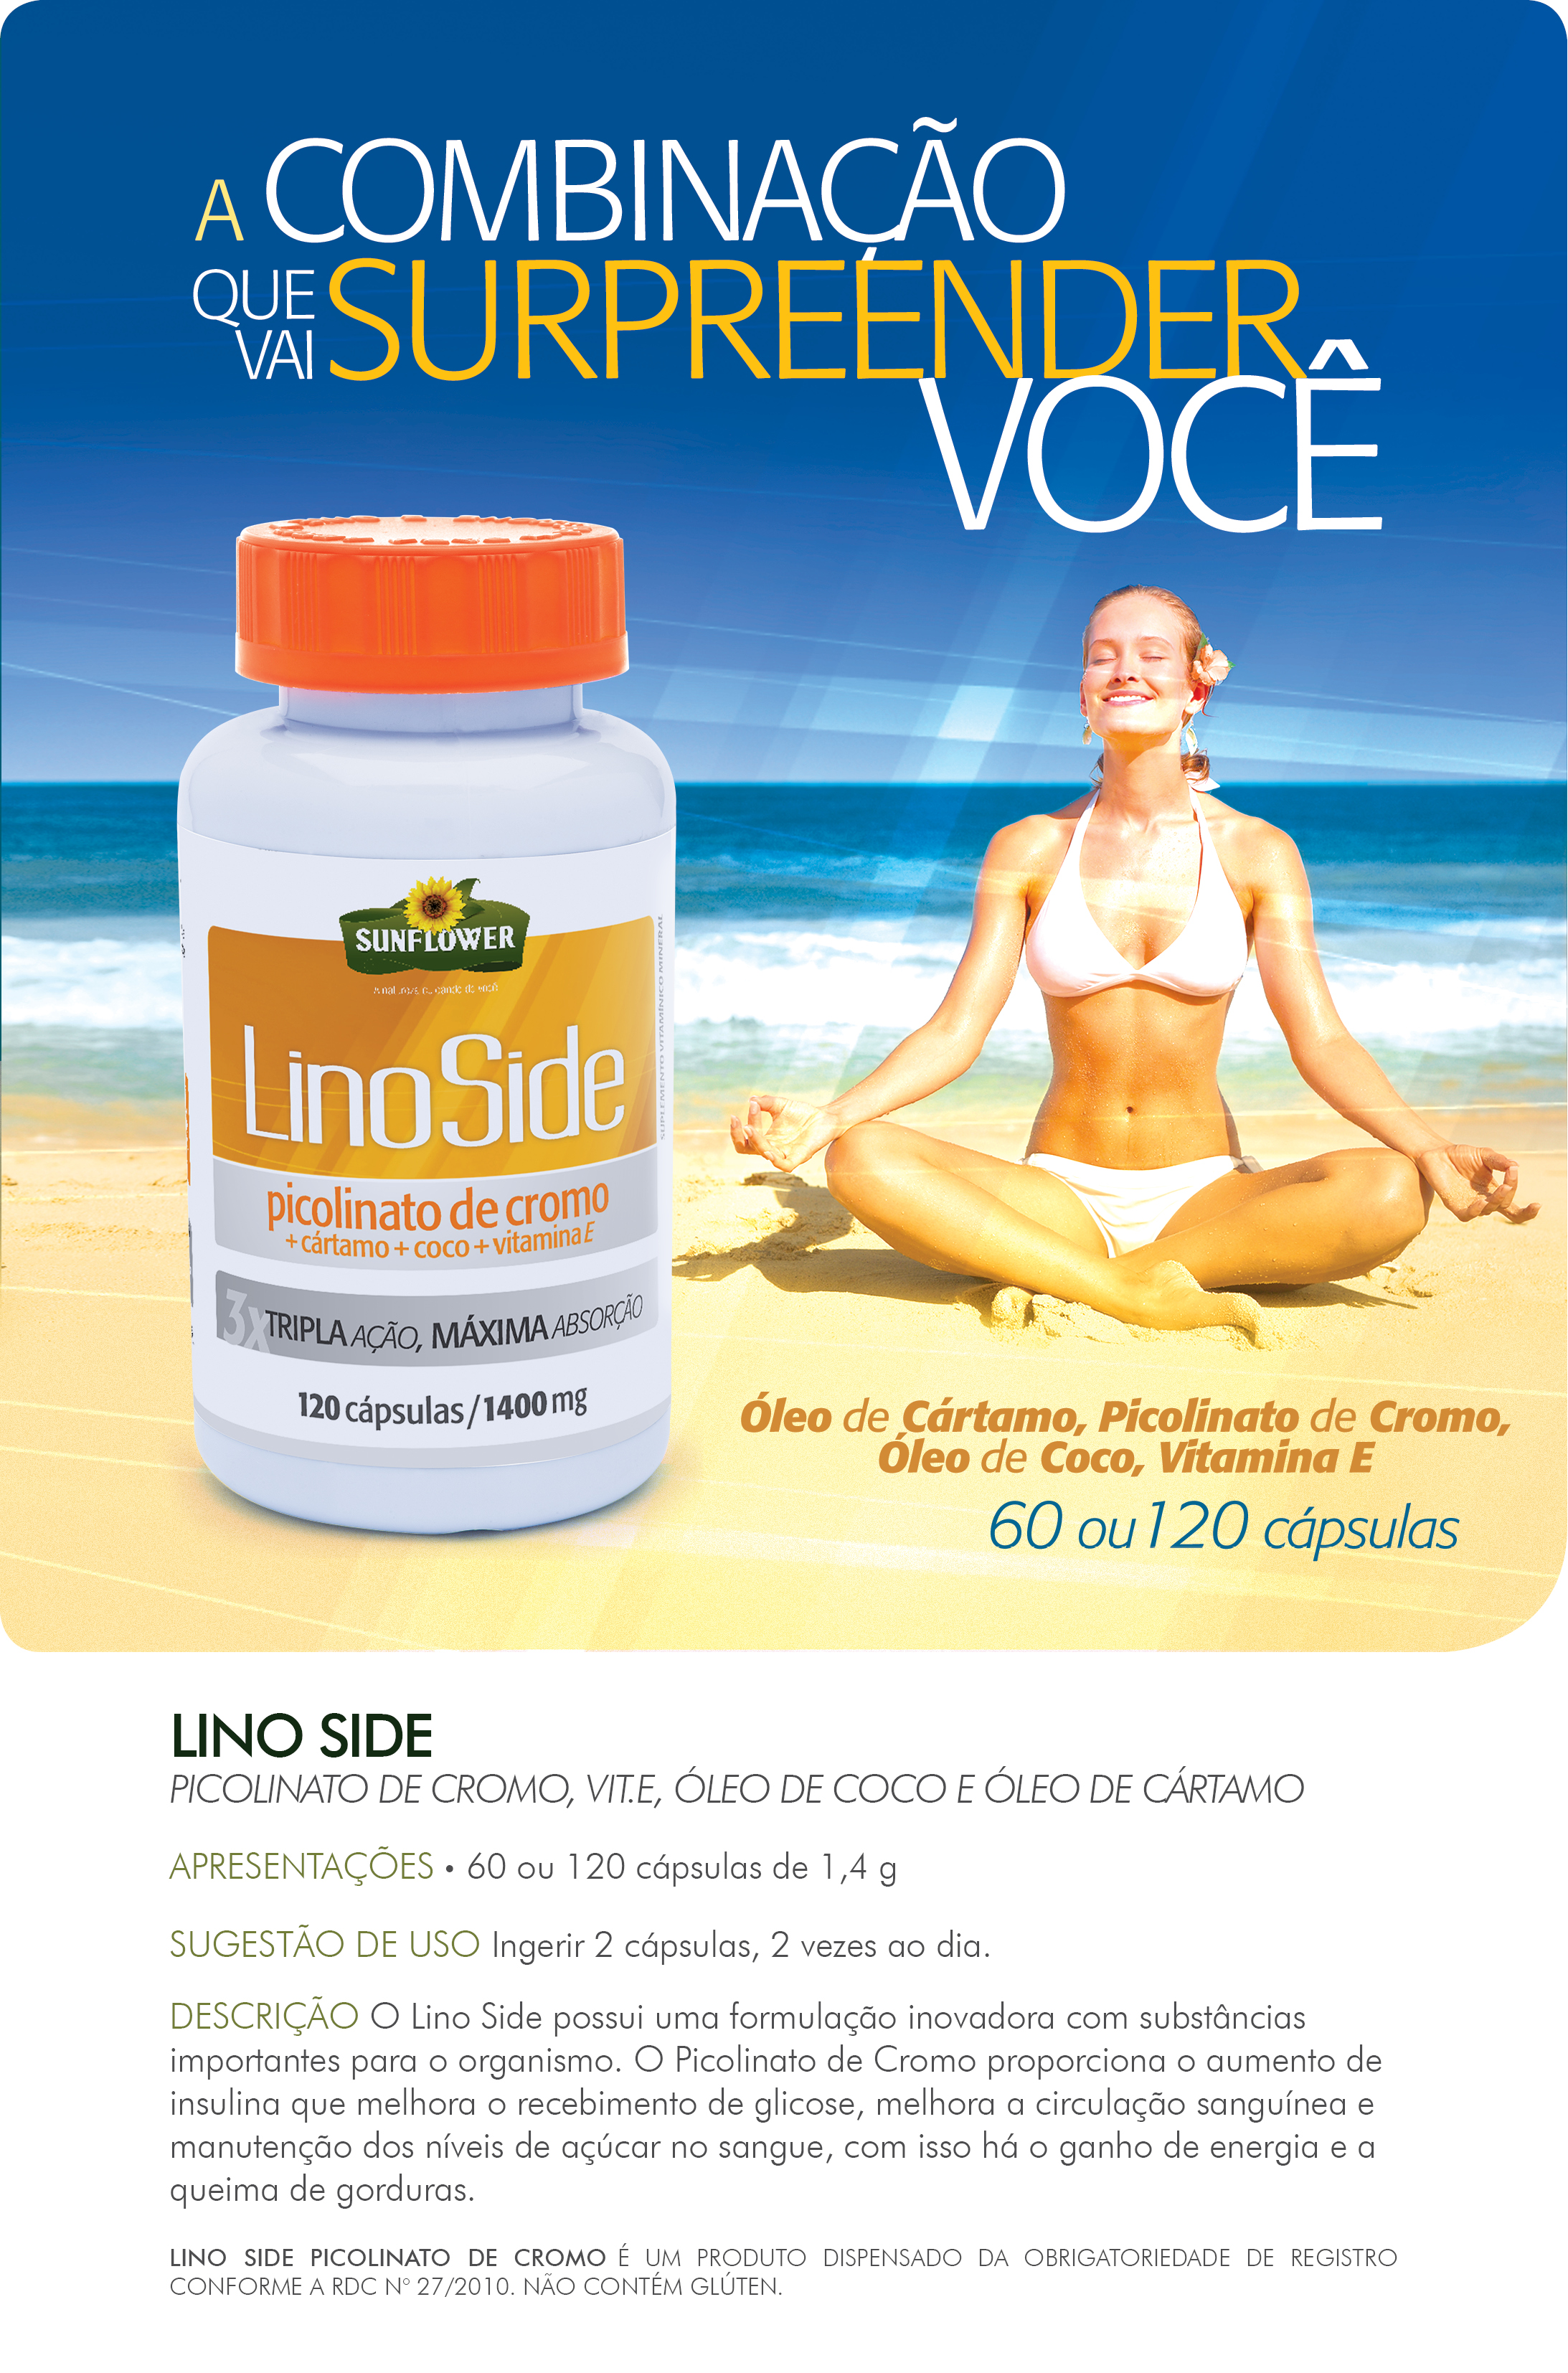 A COMBINAÇÃO
QUE VAI SURPREENDER
VOCÊ
SUNFLOWER
LinoSide
picolinato de cromo
+ cártamo + coco + vitamina E
3x TRIPLA AÇÃO, MÁXIMA ABSORÇÃO
120 cápsulas/1400 mg
SUPLEMENTO VITAMÍNICO MINERAL
Óleo de Cártamo, Picolinato de Cromo,
Óleo de Coco, Vitamina E
60 ou 120 cápsulas
LINO SIDE
PICOLINATO DE CROMO, VIT.E, ÓLEO DE COCO E ÓLEO DE CÁRTAMO
APRESENTAÇÕES • 60 ou 120 cápsulas de 1,4 g
SUGESTÃO DE USO Ingerir 2 cápsulas, 2 vezes ao dia.
DESCRIÇÃO O Lino Side possui uma formulação inovadora com substâncias
importantes para o organismo. O Picolinato de Cromo proporciona o aumento de
insulina que melhora o recebimento de glicose, melhora a circulação sanguínea e
manutenção dos níveis de açúcar no sangue, com isso há o ganho de energia e a
queima de gorduras.
LINO SIDE PICOLINATO DE CROMO É UM PRODUTO DISPENSADO DA OBRIGATORIEDADE DE REGISTRO
CONFORME A RDC Nº 27/2010. NÃO CONTÉM GLÚTEN.